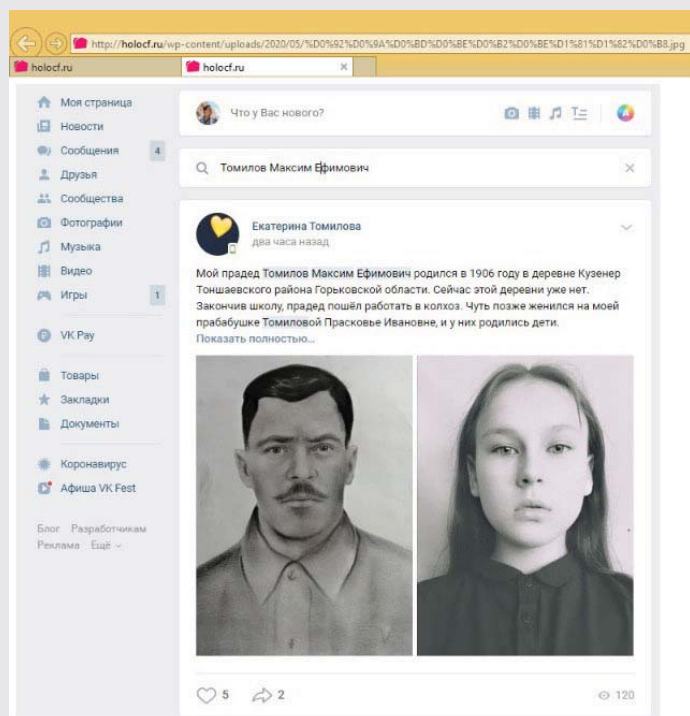 http://holocf.ru/wp-content/uploads/2020/05/%D0%92%D0%9A%D0%BD%D0%BE%D0%B2%D0%BE%D1%81%D1%82%D0%B8.jpg
holocf.ru
holocf.ru ×
Моя страница
Новости
Сообщения 4
Друзья
Сообщества
Фотографии
Музыка
Видео
Игры 1
VK Pay
Товары
Закладки
Документы
Коронавирус
Афиша VK Fest
Блог Разработчикам
Реклама Ещё
Что у Вас нового?
Томилов Максим Ефимович
Екатерина Томилова
два часа назад
Мой прадед Томилов Максим Ефимович родился в 1906 году в деревне Кузенер
Тоншаевского района Горьковской области. Сейчас этой деревни уже нет.
Закончив школу, прадед пошёл работать в колхоз. Чуть позже женился на моей
прабабушке Томиловой Прасковье Ивановне, и у них родились дети.
Показать полностью...
5 2 120